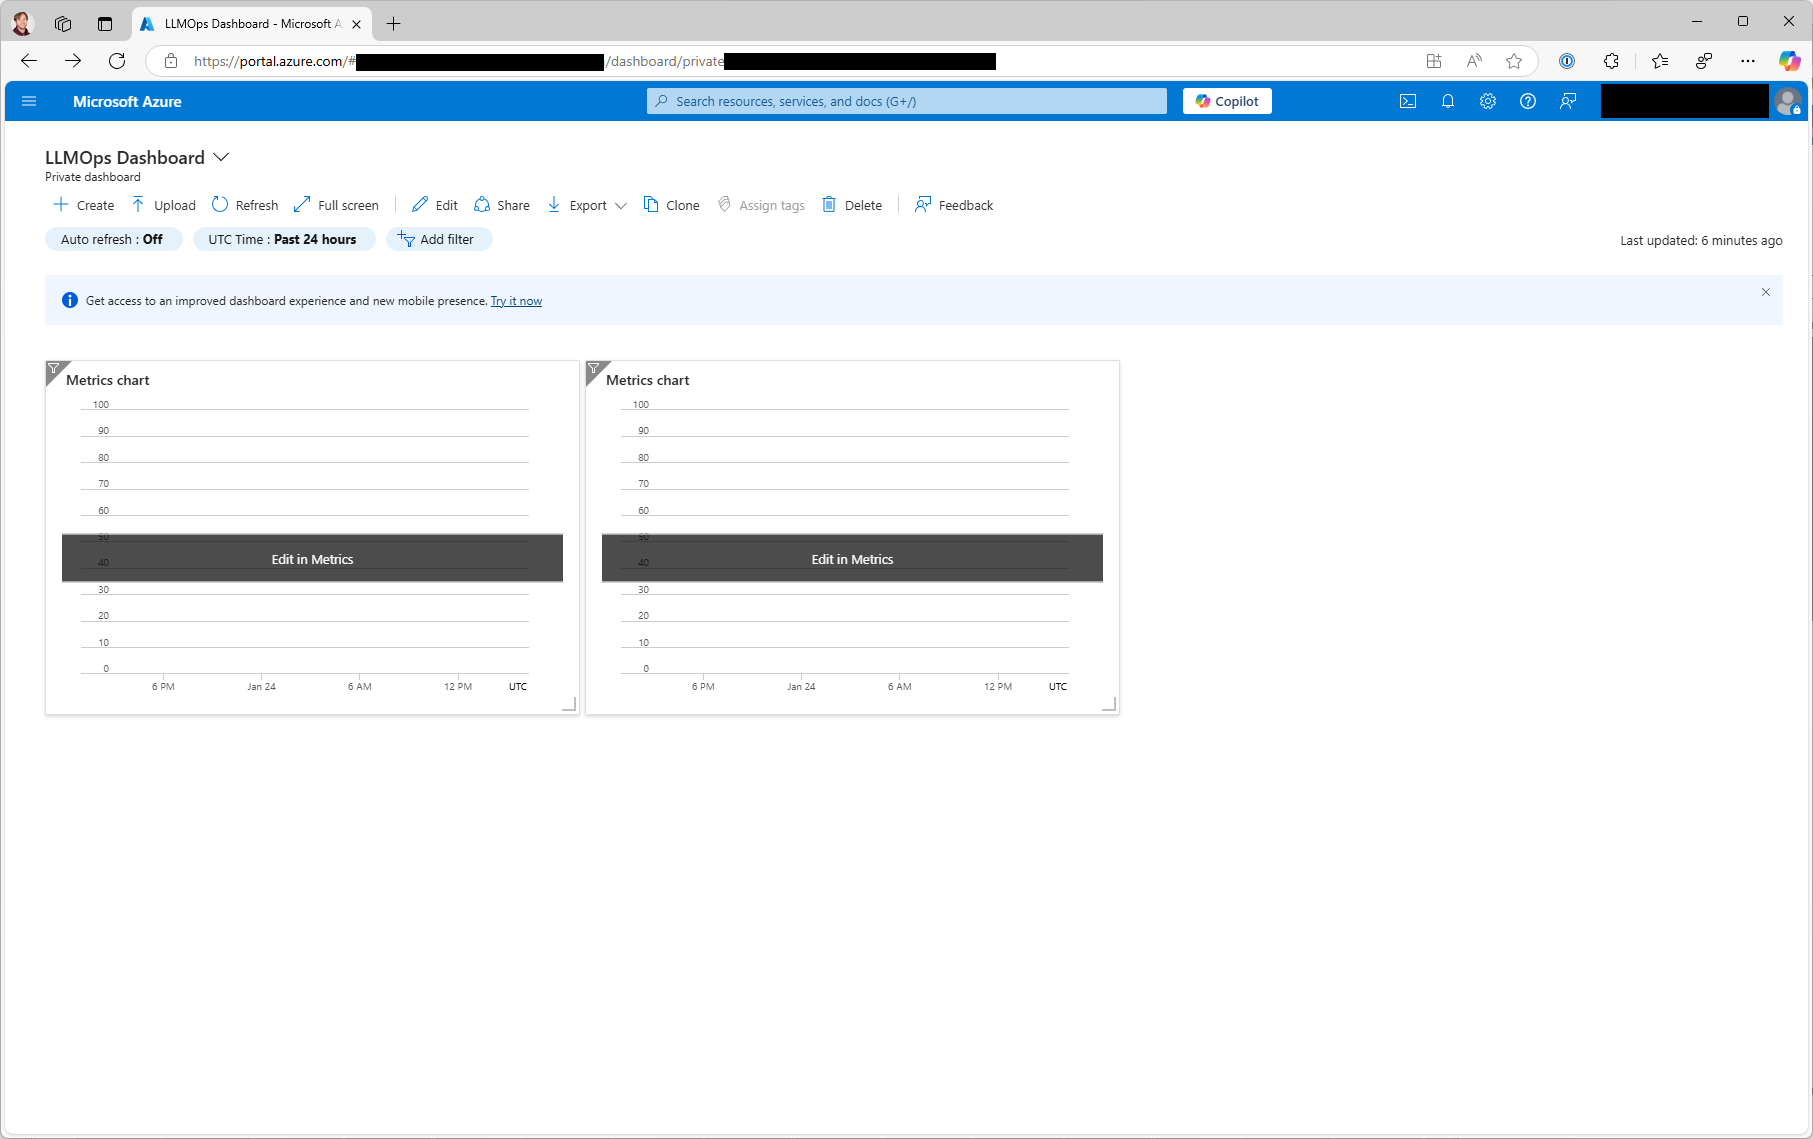 LLMOps Dashboard - Microsoft A
https://portal.azure.com/# /dashboard/private
Microsoft Azure
Search resources, services, and docs (G+/)
Copilot
LLMOps Dashboard
Private dashboard
Create Upload Refresh Full screen Edit Share Export Clone Assign tags Delete Feedback
Auto refresh : Off UTC Time : Past 24 hours Add filter
Last updated: 6 minutes ago
Get access to an improved dashboard experience and new mobile presence. Try it now
Metrics chart
100
90
80
70
60
50
40
Edit in Metrics
30
20
10
0
6 PM Jan 24 6 AM 12 PM UTC
Metrics chart
100
90
80
70
60
50
40
Edit in Metrics
30
20
10
0
6 PM Jan 24 6 AM 12 PM UTC